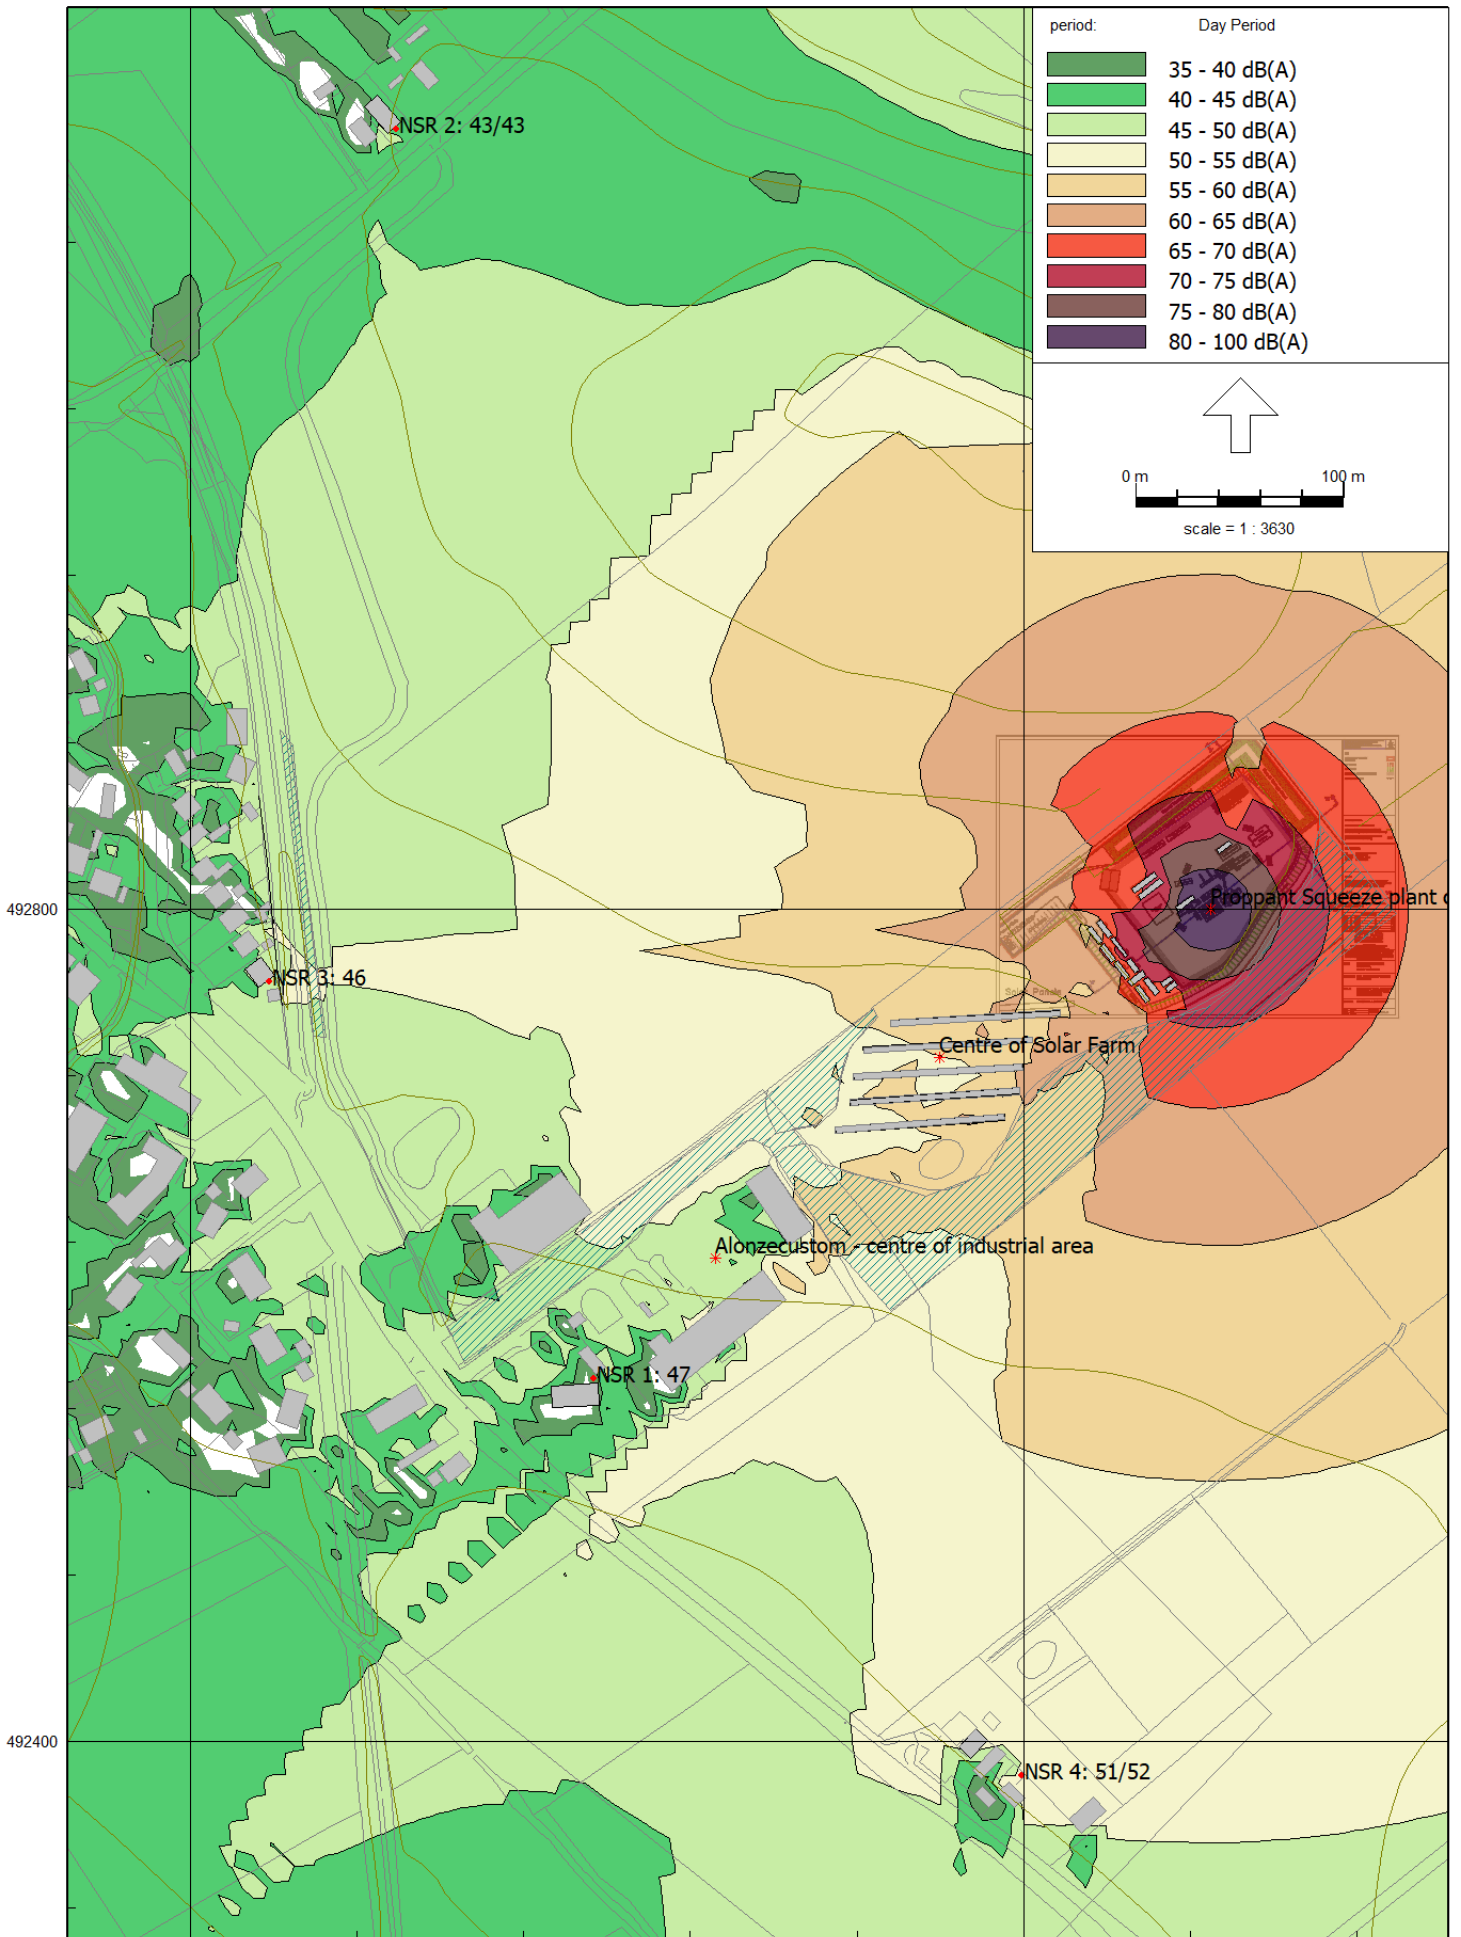 period: Day Period
35 - 40 dB(A)
40 - 45 dB(A)
45 - 50 dB(A)
50 - 55 dB(A)
55 - 60 dB(A)
60 - 65 dB(A)
65 - 70 dB(A)
70 - 75 dB(A)
75 - 80 dB(A)
80 - 100 dB(A)
0 m 100 m
scale = 1 : 3630
NSR 2: 43/43
492800
Proppant Squeeze plant
NSR 3: 46
Solar Panels
Centre of Solar Farm
Alonzecustom - centre of industrial area
NSR 1: 47
492400
NSR 4: 51/52